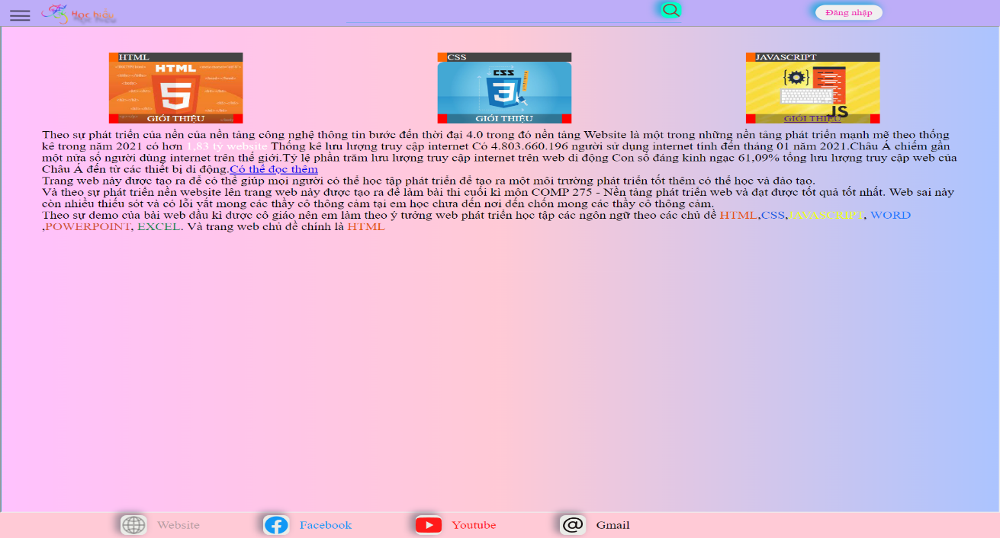 Học hiểu
Đăng nhập
HTML
CSS
JAVASCRIPT
HTML
5
CSS
3
JS
GIỚI THIỆU
GIỚI THIỆU
GIỚI THIỆU
Theo sự phát triển của nền của nền tảng công nghệ thông tin bước đến thời đại 4.0 trong đó nền tảng Website là một trong những nền tảng phát triển mạnh mẽ theo thống
kê trong năm 2021 có hơn 1,83 tỷ website Thống kê lưu lượng truy cập internet Có 4.803.660.196 người sử dụng internet tính đến tháng 01 năm 2021.Châu Á chiếm gần
một nửa số người dùng internet trên thế giới.Tỷ lệ phần trăm lưu lượng truy cập internet trên web di động Con số đáng kinh ngạc 61,09% tổng lưu lượng truy cập web của
Châu Á đến từ các thiết bị di động.Có thể đọc thêm
Trang web này được tạo ra để có thể giúp mọi người có thể học tập phát triển để tạo ra một môi trường phát triển tốt thêm có thể học và đào tạo.
Và theo sự phát triển nền website lên trang web này được tạo ra để làm bài thi cuối kì môn COMP 275 - Nền tảng phát triển web và đạt được tốt quả tốt nhất. Web sai này
còn nhiều thiếu sót và có lỗi vắt mong các thầy cô thông cảm tại em học chưa đến nơi đến chốn mong các thầy cô thông cảm.
Theo sự demo của bài web đầu kì được cô giáo nên em làm theo ý tưởng web phát triển học tập các ngôn ngữ theo các chủ đề HTML,CSS,JAVASCRIPT, WORD
,POWERPOINT, EXCEL. Và trang web chủ đề chính là HTML
Website
Facebook
Youtube
Gmail